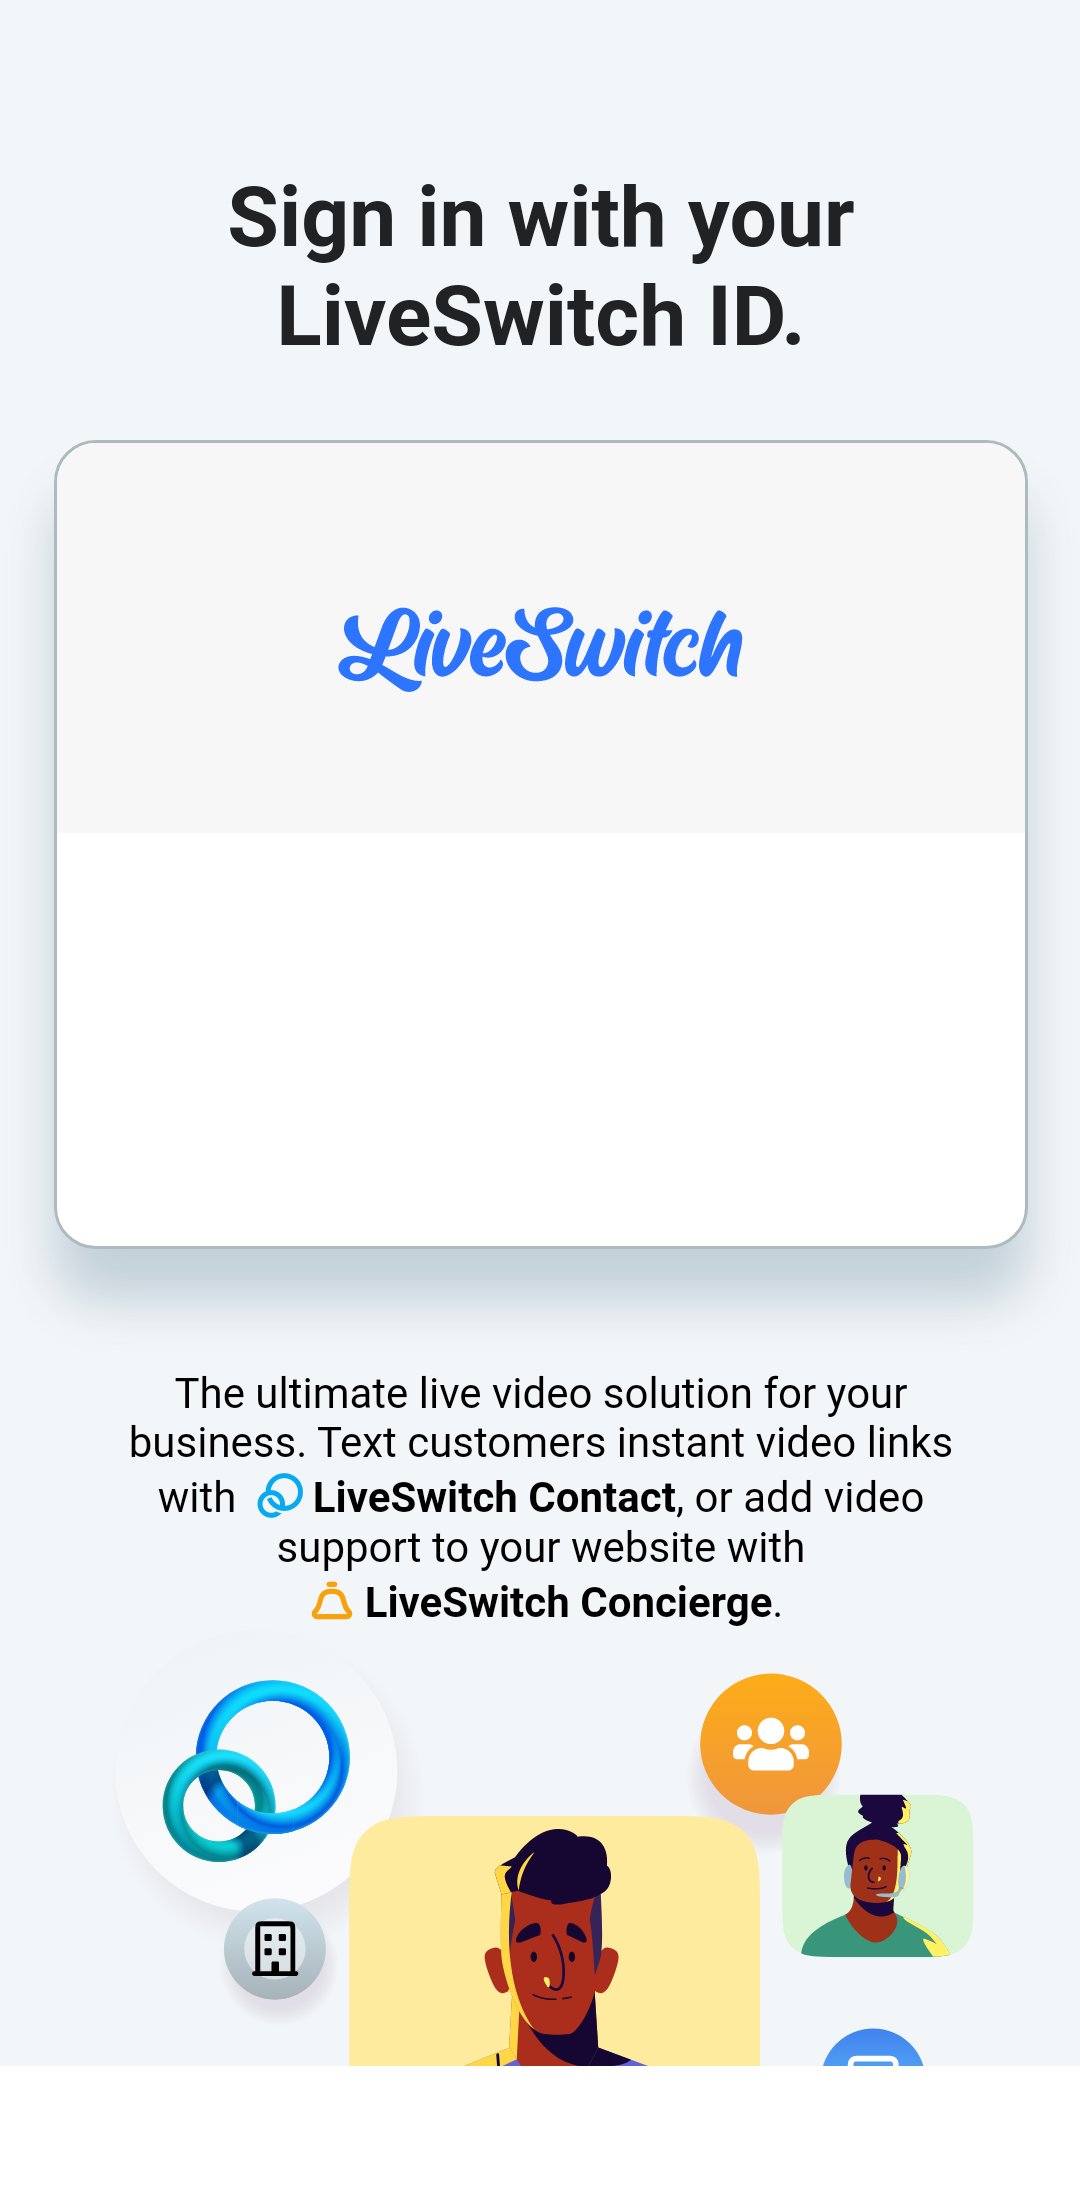 Sign in with your
LiveSwitch ID.
LiveSwitch
The ultimate live video solution for your
business. Text customers instant video links
with LiveSwitch Contact, or add video
support to your website with
LiveSwitch Concierge.